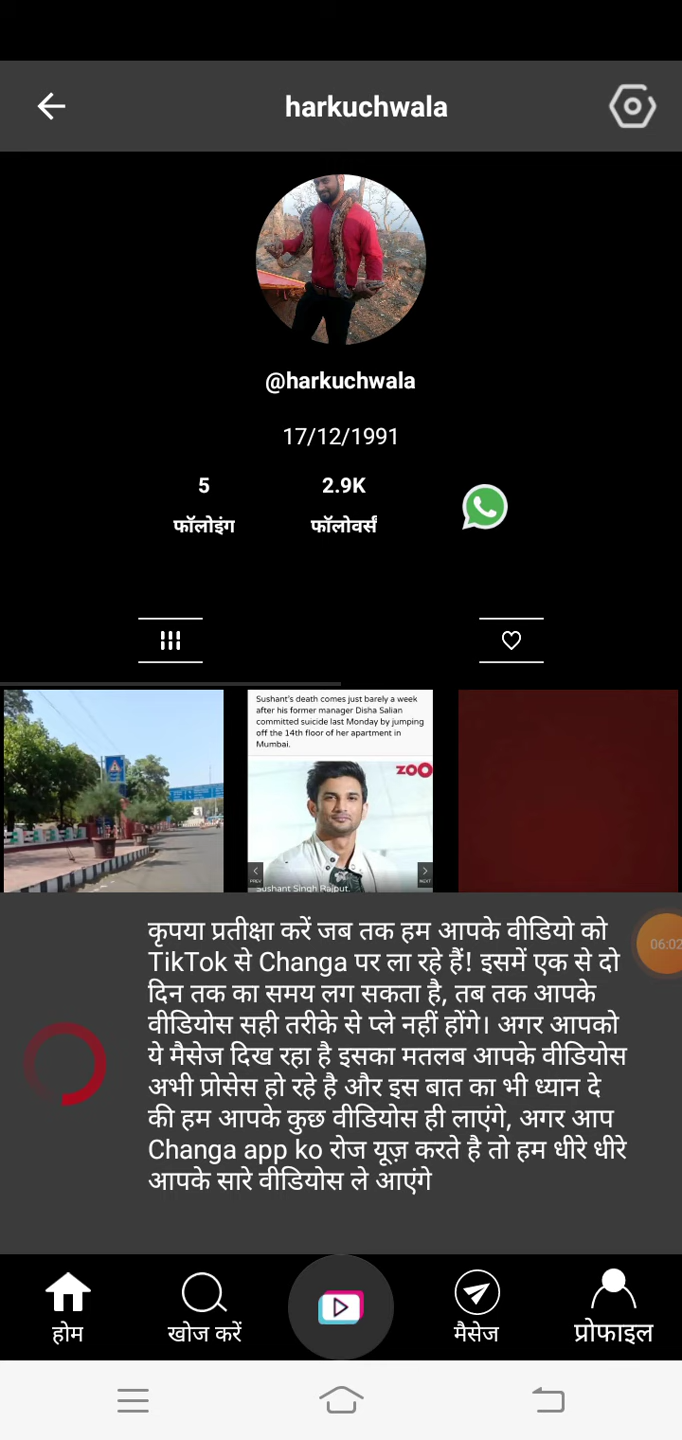 harkuchwala
@harkuchwala
17/12/1991
5
2.9K
फॉलोइंग
फॉलोवर्सं
Sushant's death comes just barely a week
after his former manager Disha Salian
committed suicide last Monday by jumping
off the 14th floor of her apartment in
Mumbai.
ZOO
PREV
NEXT
Sushant Singh Rajput.
कृपया प्रतीक्षा करें जब तक हम आपके वीडियो को
TikTok से Changa पर ला रहे हैं! इसमें एक से दो
दिन तक का समय लग सकता है, तब तक आपके
वीडियोस सही तरीके से प्ले नहीं होंगे। अगर आपको
ये मैसेज दिख रहा है इसका मतलब आपके वीडियोस
अभी प्रोसेस हो रहे है और इस बात का भी ध्यान दे
की हम आपके कुछ वीडियोस ही लाएंगे, अगर आप
Changa app ko रोज यूज़ करते है तो हम धीरे धीरे
आपके सारे वीडियोस ले आएंगे
06:02
होम
खोज करें
मैसेज
प्रोफाइल